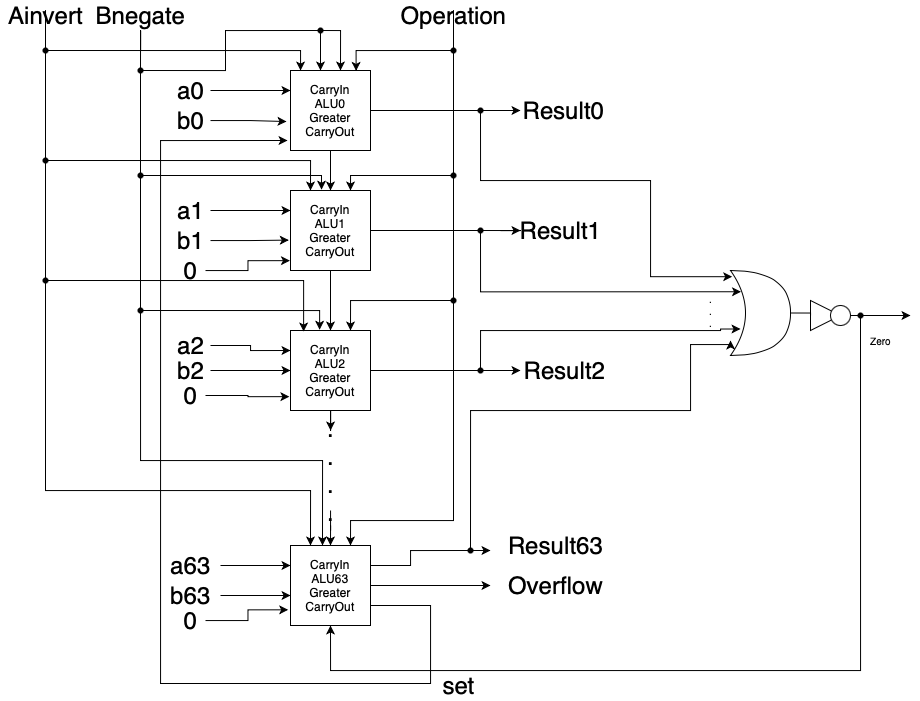 Ainvert Bnegate Operation
a0
b0
CarryIn
ALU0
Greater
CarryOut
Result0
a1
b1
0
CarryIn
ALU1
Greater
CarryOut
Result1
a2
b2
0
CarryIn
ALU2
Greater
CarryOut
Result2
Zero
a63
b63
0
CarryIn
ALU63
Greater
CarryOut
Result63
Overflow
set